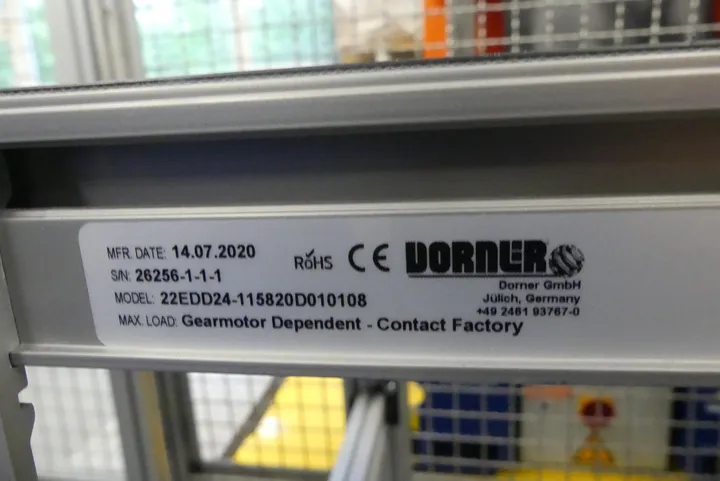 MFR. DATE: 14.07.2020
S/N: 26256-1-1-1
MODEL: 22EDD24-115820D010108
MAX. LOAD: Gearmotor Dependent - Contact Factory
RoHS CE DORNER
Dorner GmbH
Jülich, Germany
+49 2461 93767-0